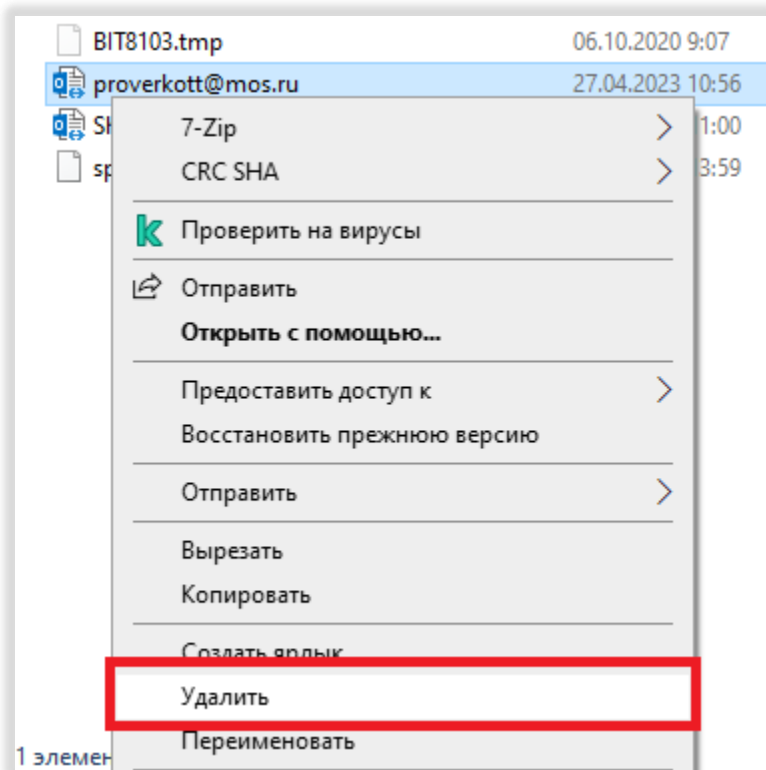 BIT8103.tmp 06.10.2020 9:07
proverkott@mos.ru 27.04.2023 10:56
7-Zip
CRC SHA
Проверить на вирусы
Отправить
Открыть с помощью...
Предоставить доступ к
Восстановить прежнюю версию
Отправить
Вырезать
Копировать
Создать ярлык
Удалить
Переименовать